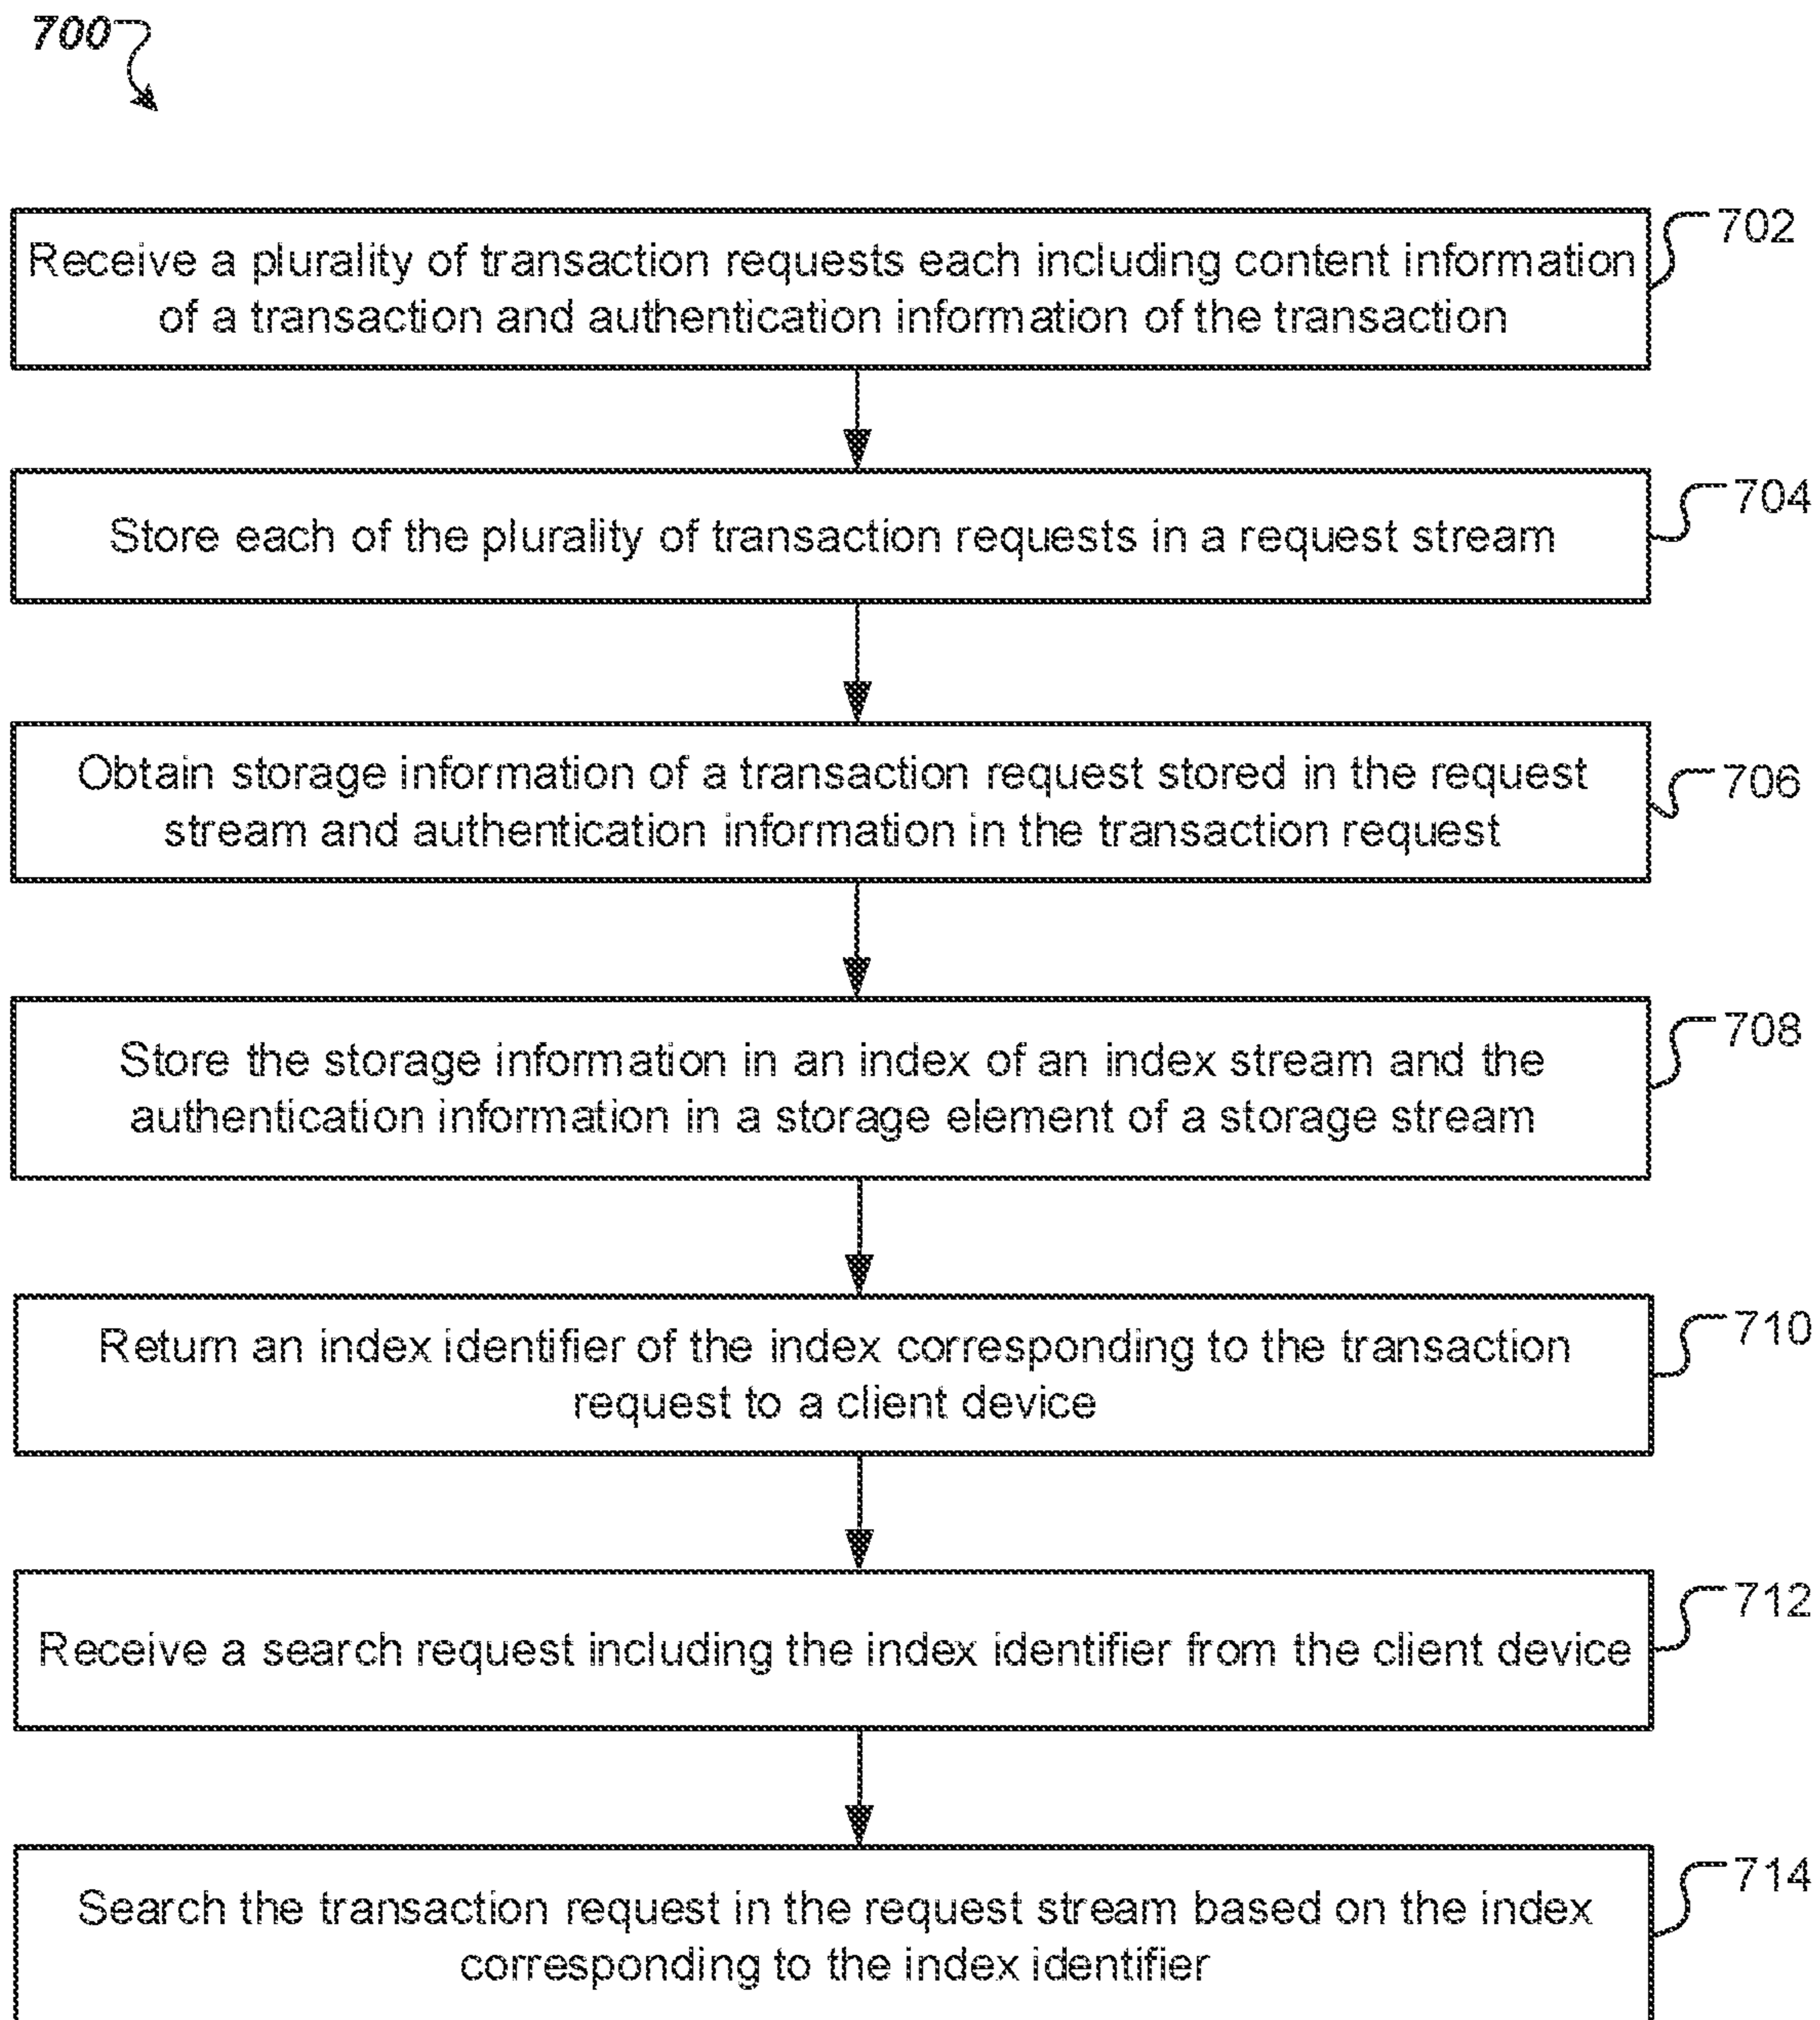 700
Receive a plurality of transaction requests each including content information
of a transaction and authentication information of the transaction
702
Store each of the plurality of transaction requests in a request stream
704
Obtain storage information of a transaction request stored in the request
stream and authentication information in the transaction request
706
Store the storage information in an index of an index stream and the
authentication information in a storage element of a storage stream
708
Return an index identifier of the index corresponding to the transaction
request to a client device
710
Receive a search request including the index identifier from the client device
712
Search the transaction request in the request stream based on the index
corresponding to the index identifier
714